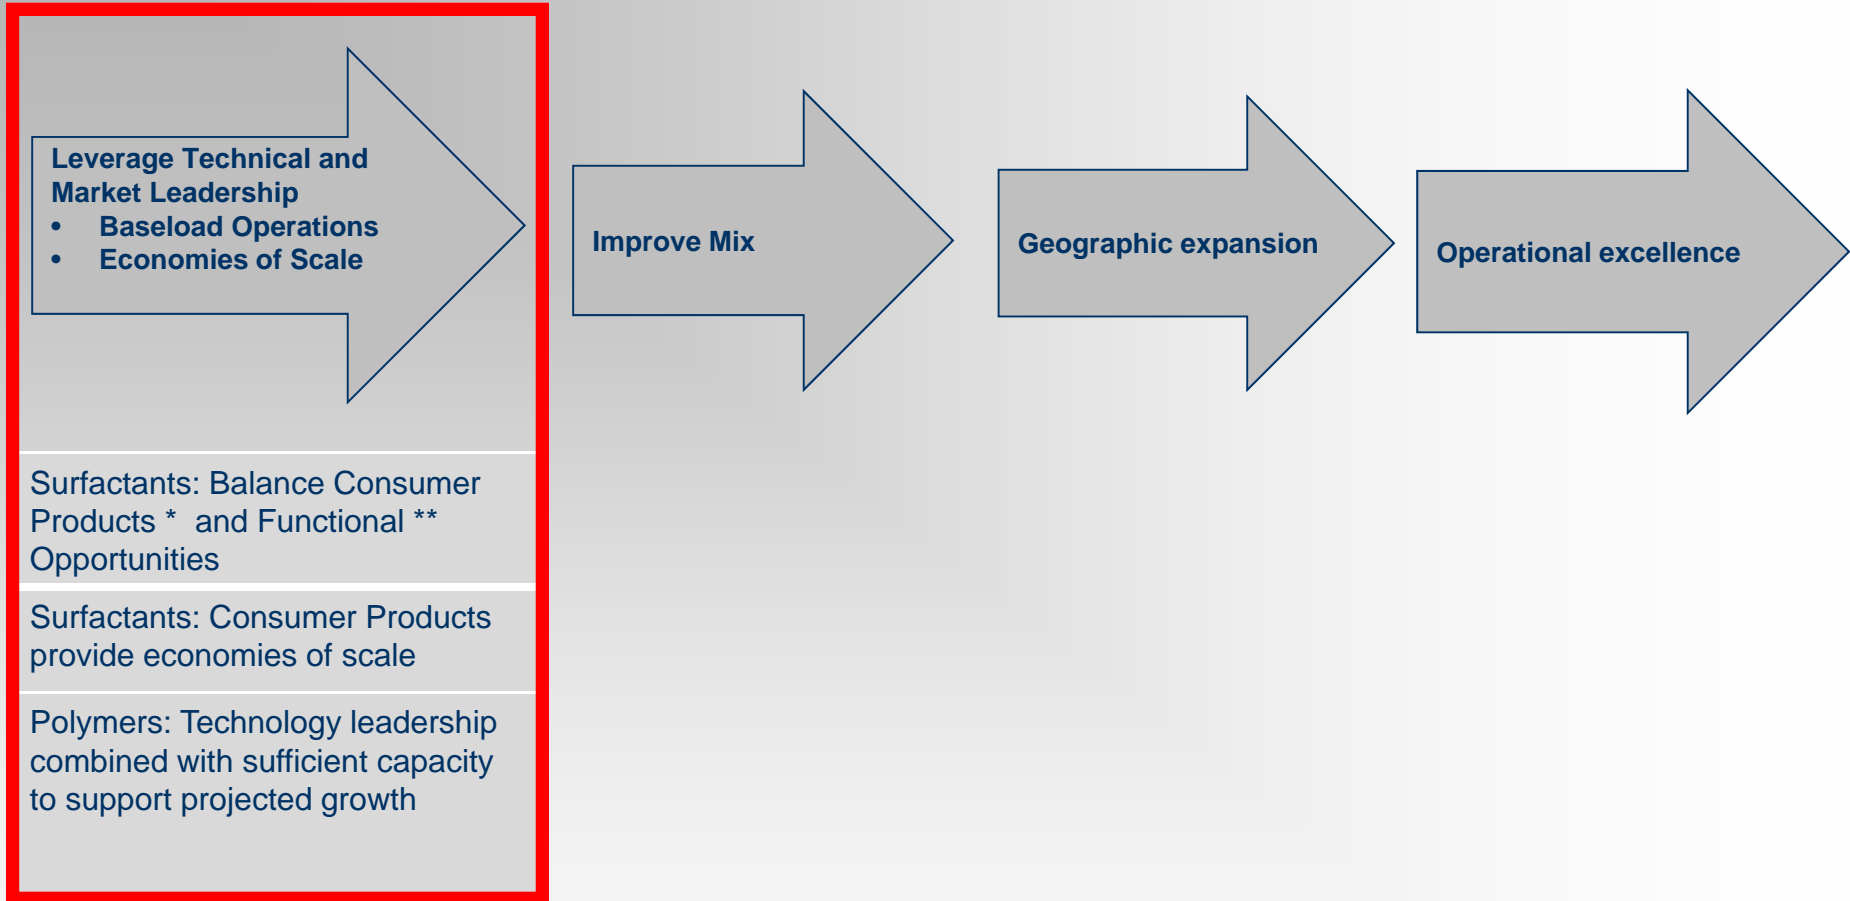 Leverage Technical and
Market Leadership
• Baseload Operations
• Economies of Scale
Improve Mix
Geographic expansion
Operational excellence
Surfactants: Balance Consumer
Products * and Functional **
Opportunities
Surfactants: Consumer Products
provide economies of scale
Polymers: Technology leadership
combined with sufficient capacity
to support projected growth